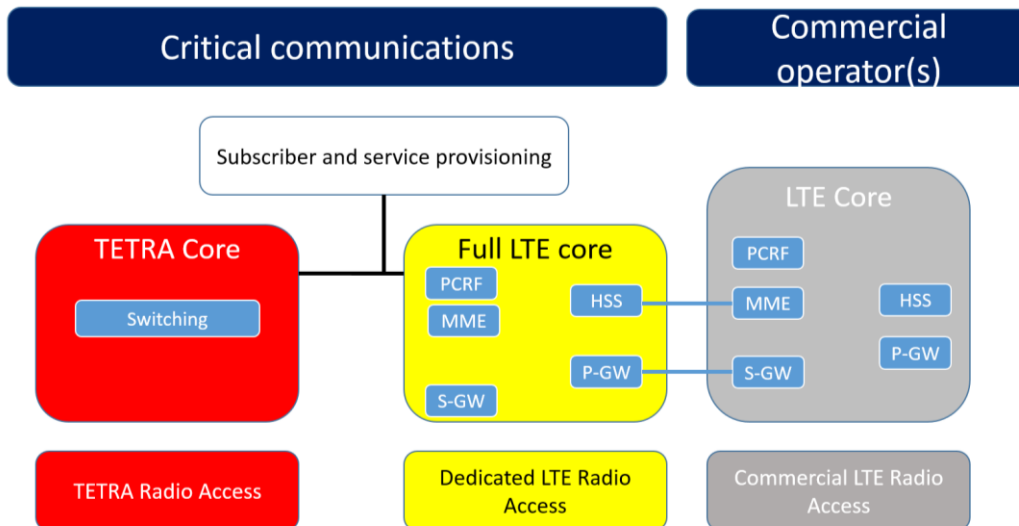 Critical communications
Commercial
operator(s)
Subscriber and service provisioning
TETRA Core
Switching
Full LTE core
PCRF
MME
HSS
P-GW
S-GW
LTE Core
PCRF
MME
HSS
P-GW
S-GW
TETRA Radio Access
Dedicated LTE Radio
Access
Commercial LTE Radio
Access